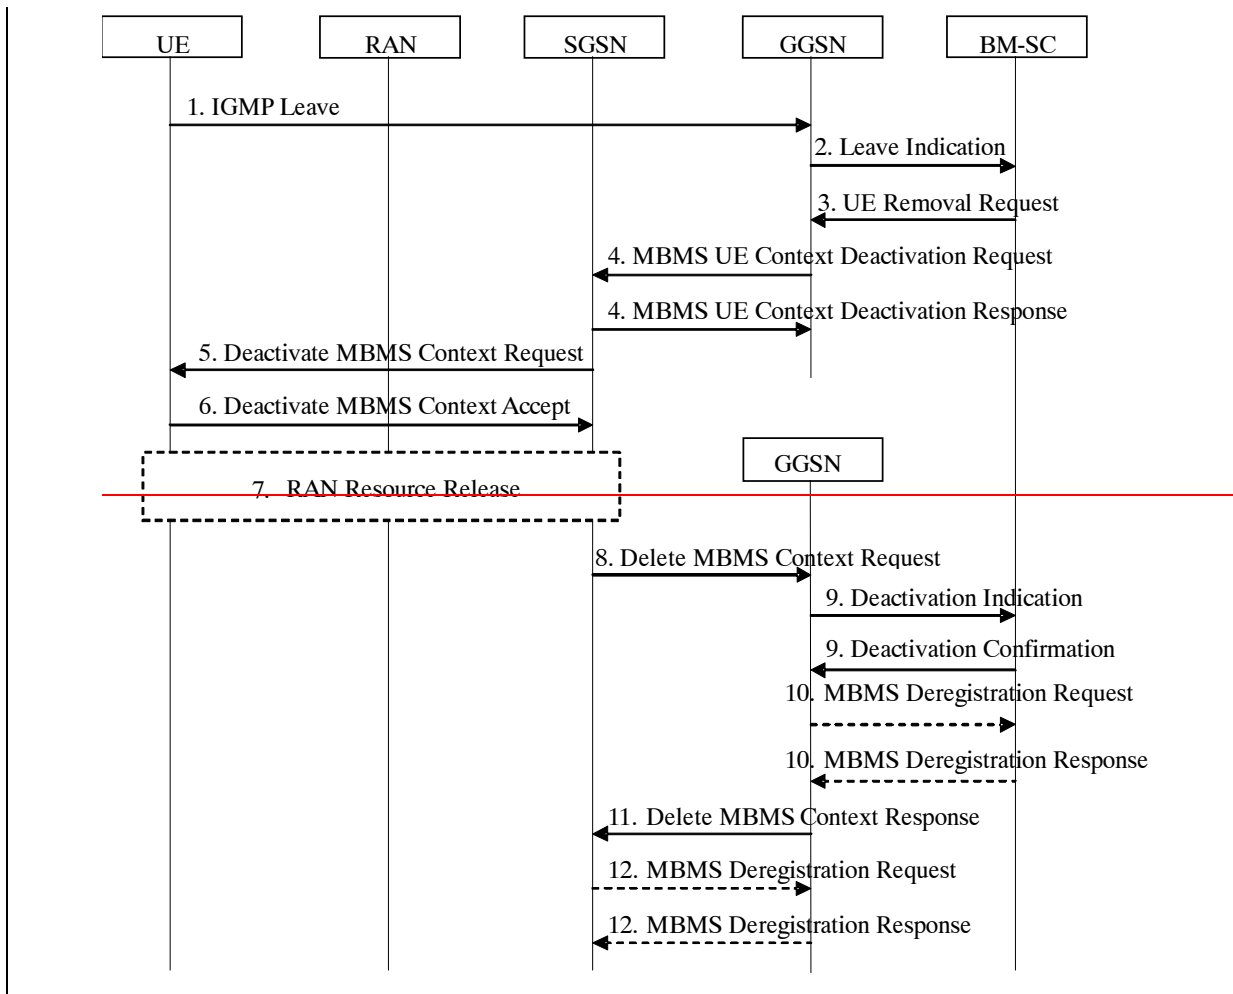 UE
RAN
SGSN
GGSN
BM-SC
1. IGMP Leave
2. Leave Indication
3. UE Removal Request
4. MBMS UE Context Deactivation Request
4. MBMS UE Context Deactivation Response
5. Deactivate MBMS Context Request
6. Deactivate MBMS Context Accept
GGSN
7. RAN Resource Release
8. Delete MBMS Context Request
9. Deactivation Indication
9. Deactivation Confirmation
10. MBMS Deregistration Request
10. MBMS Deregistration Response
11. Delete MBMS Context Response
12. MBMS Deregistration Request
12. MBMS Deregistration Response